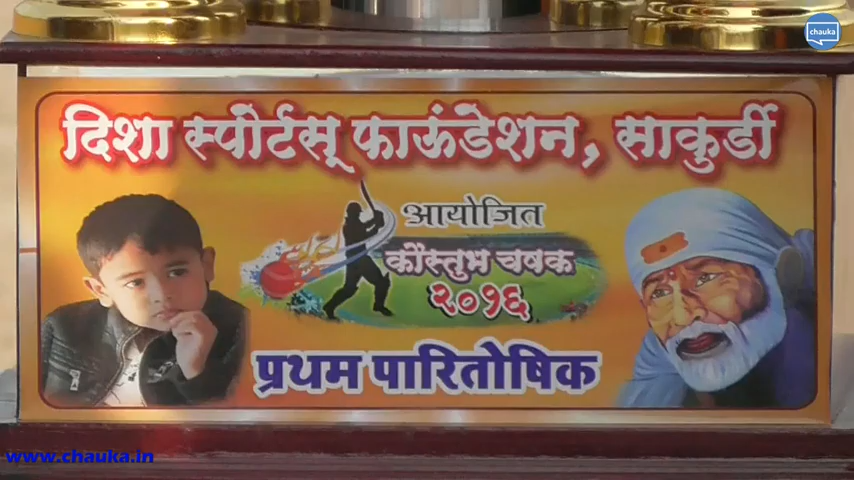 chauka
दिशा स्पोर्टस् फाऊंडेशन, साकुर्डी
आयोजित
कौस्तुभ चषक
२०१६
प्रथम पारितोषिक
www.chauka.in